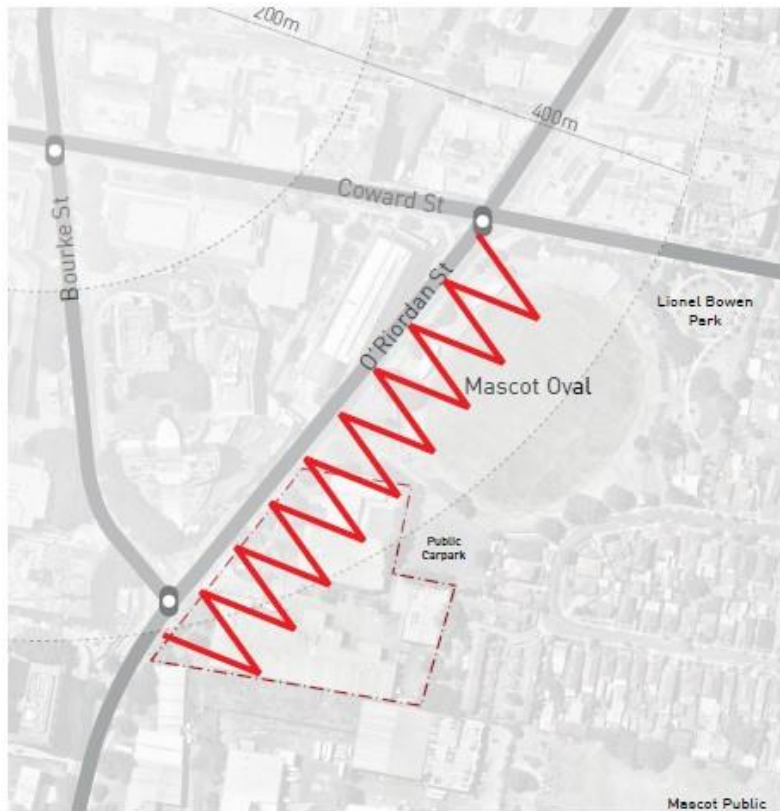 200m
400m
Coward St
Bourke St
O'Riordan St
Lionel Bowen
Park
Mascot Oval
Public
Carpark
Mascot Public